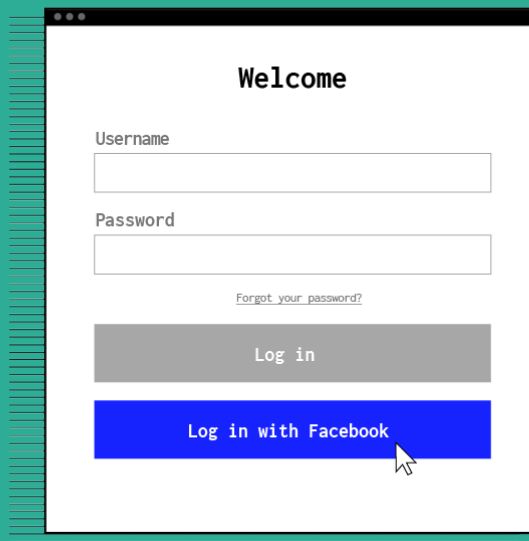 Welcome
Username
Password
Forgot your password?
Log in
Log in with Facebook